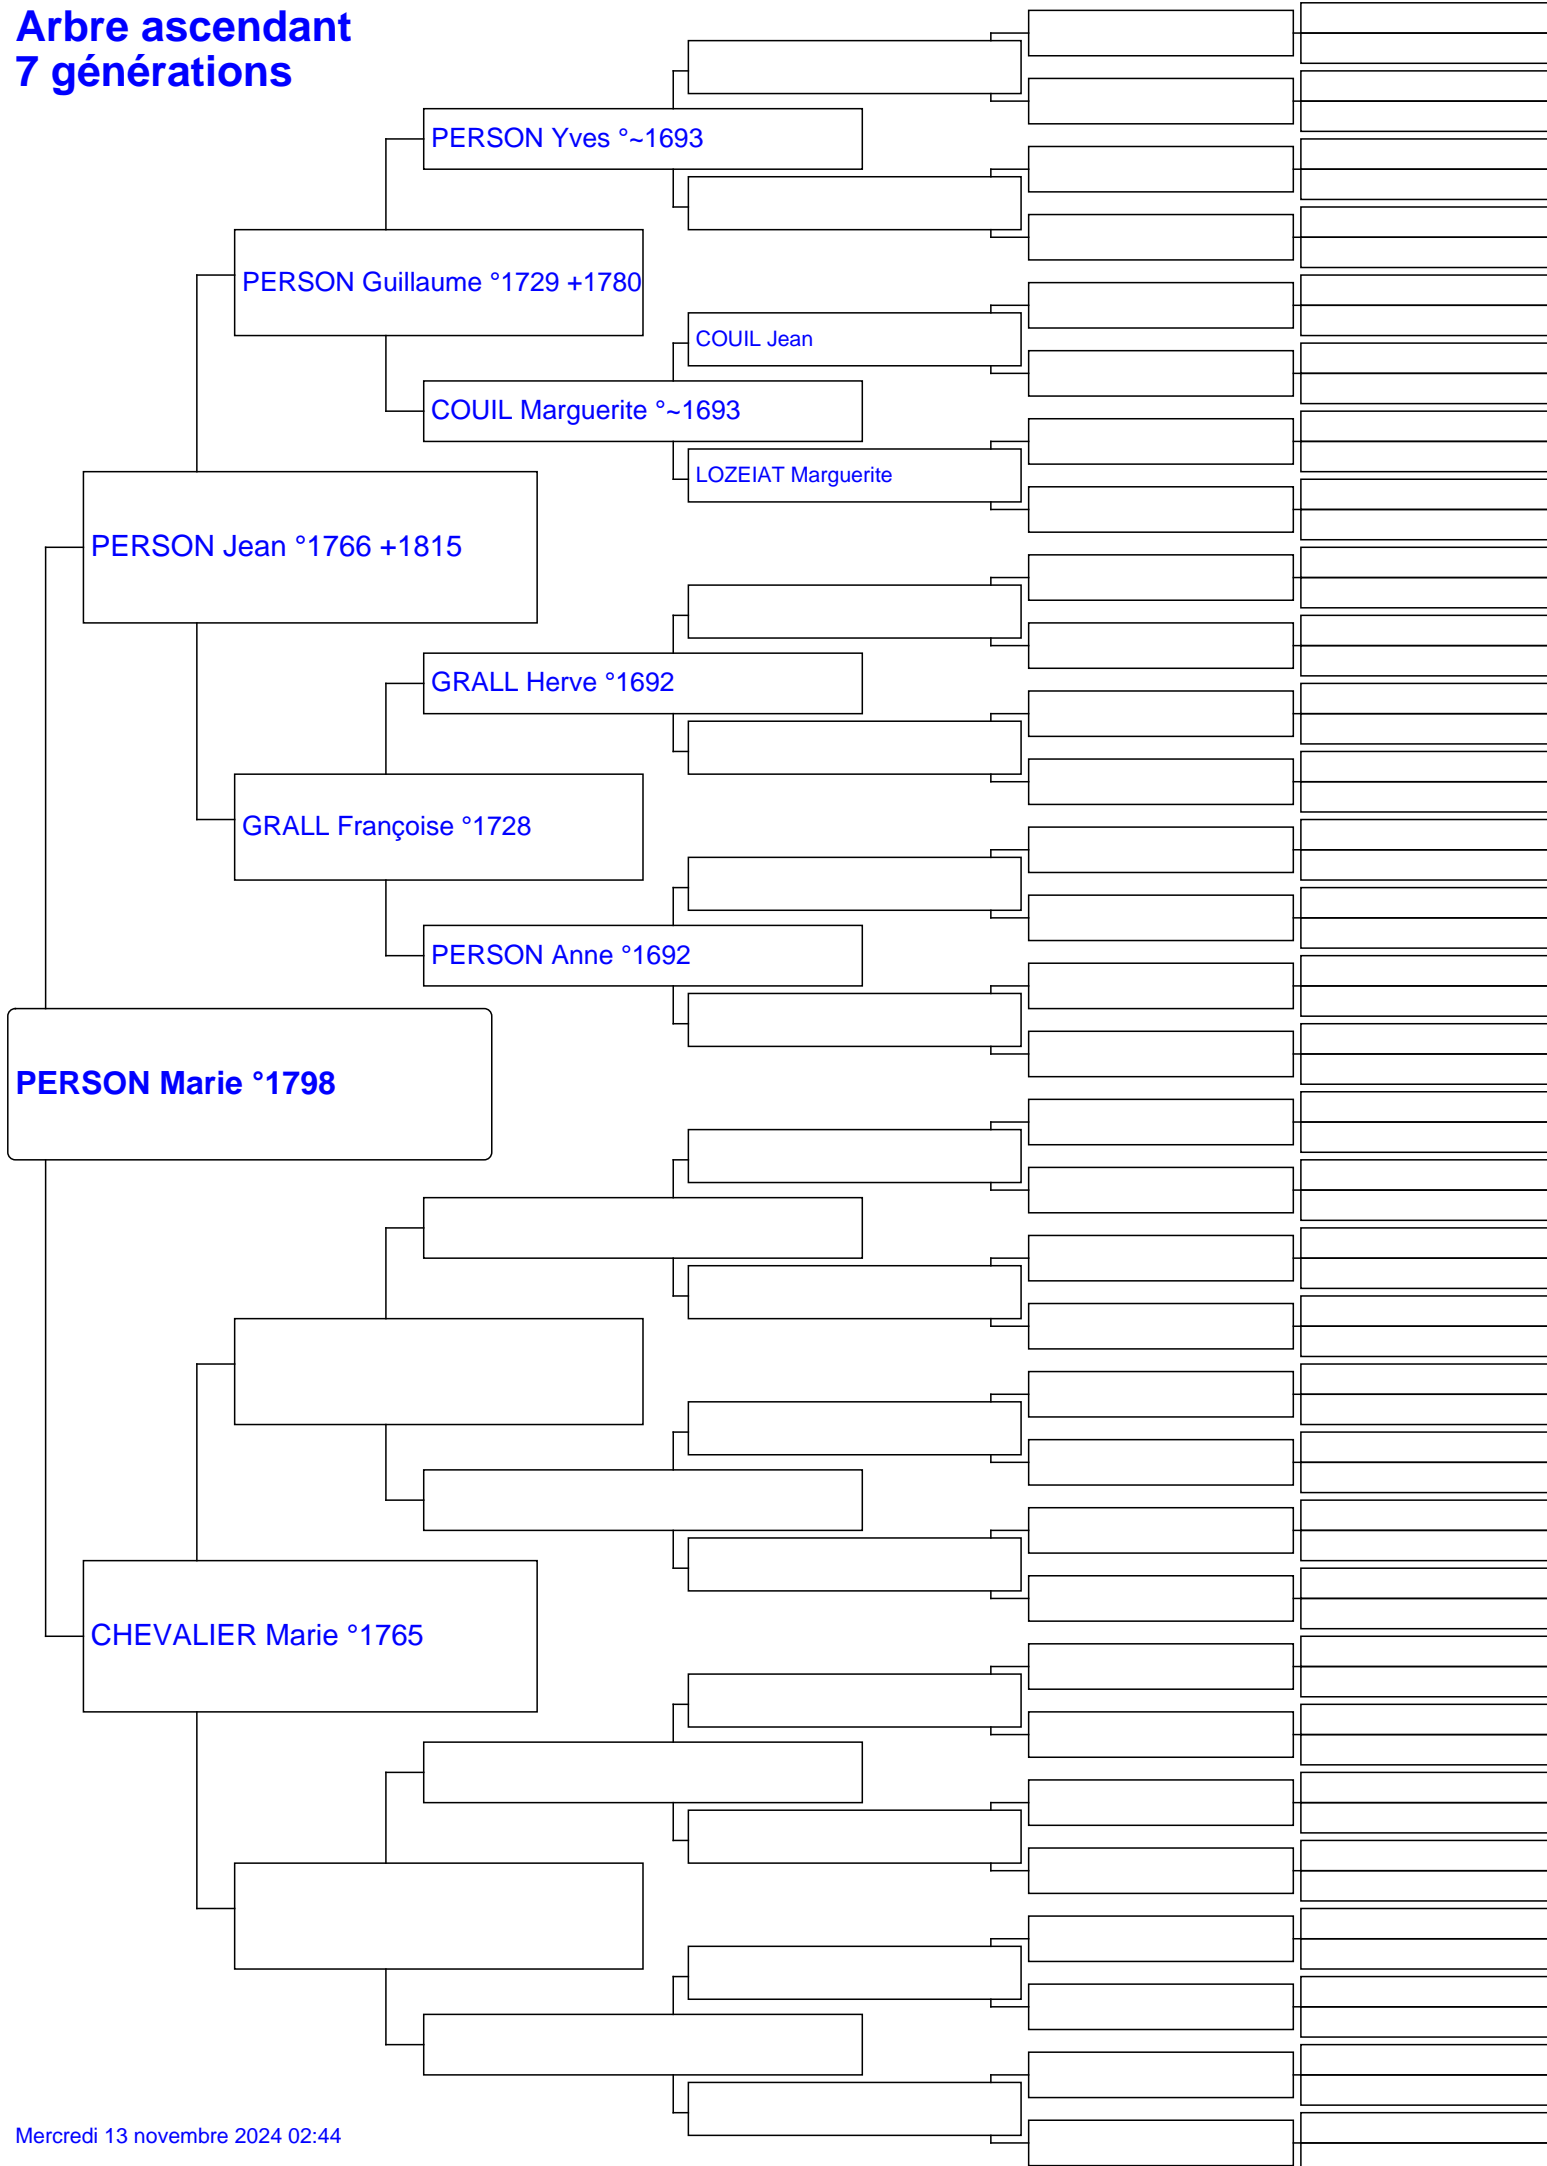 Arbre ascendant
7 générations
PERSON Yves °~1693
PERSON Guillaume °1729 +1780
COUIL Jean
COUIL Marguerite °~1693
LOZEIAT Marguerite
PERSON Jean °1766 +1815
GRALL Herve °1692
GRALL Françoise °1728
PERSON Anne °1692
PERSON Marie °1798
CHEVALIER Marie °1765
Mercredi 13 novembre 2024 02:44